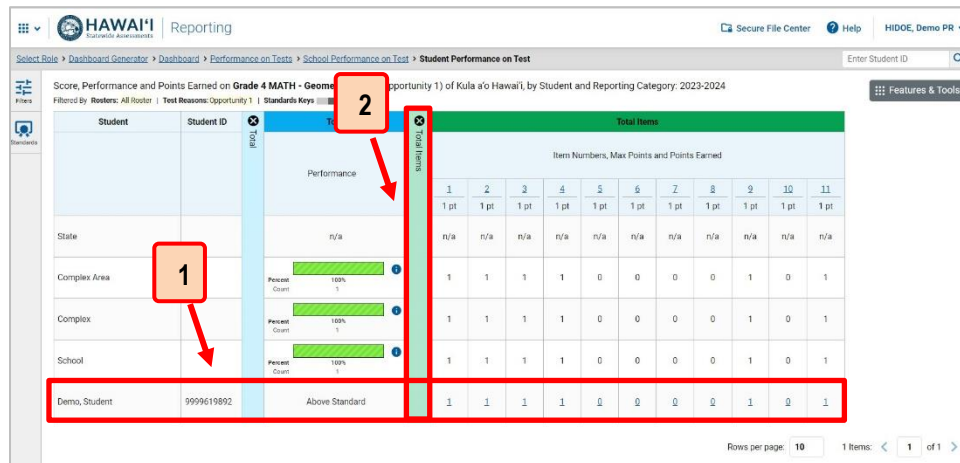 HAWAI'I
Statewide Assessments
Reporting
Secure File Center
Help
HIDOE, Demo PR
Select Role > Dashboard Generator > Dashboard > Performance on Tests > School Performance on Test > Student Performance on Test
Enter Student ID
Filters
Standards
Score, Performance and Points Earned on Grade 4 MATH - Geome pportunity 1) of Kula aʻo Hawaiʻi, by Student and Reporting Category: 2023-2024
Filtered By Rosters: All Roster | Test Reasons: Opportunity 1 | Standards Keys
Features & Tools
2
Student Student ID Total Total Items Total Items
Performance
Item Numbers, Max Points and Points Earned
1 2 3 4 5 6 7 8 9 10 11
1 pt 1 pt 1 pt 1 pt 1 pt 1 pt 1 pt 1 pt 1 pt 1 pt 1 pt
State n/a n/a n/a n/a n/a n/a n/a n/a n/a n/a n/a n/a
1
Complex Area Percent 100% Count 1 1 1 1 1 0 0 0 0 1 0 1
Complex Percent 100% Count 1 1 1 1 1 0 0 0 0 1 0 1
School Percent 100% Count 1 1 1 1 1 0 0 0 0 1 0 1
Demo, Student 9999619892 Above Standard 1 1 1 1 0 0 0 0 1 0 1
Rows per page: 10 1 Items: < 1 of 1 >